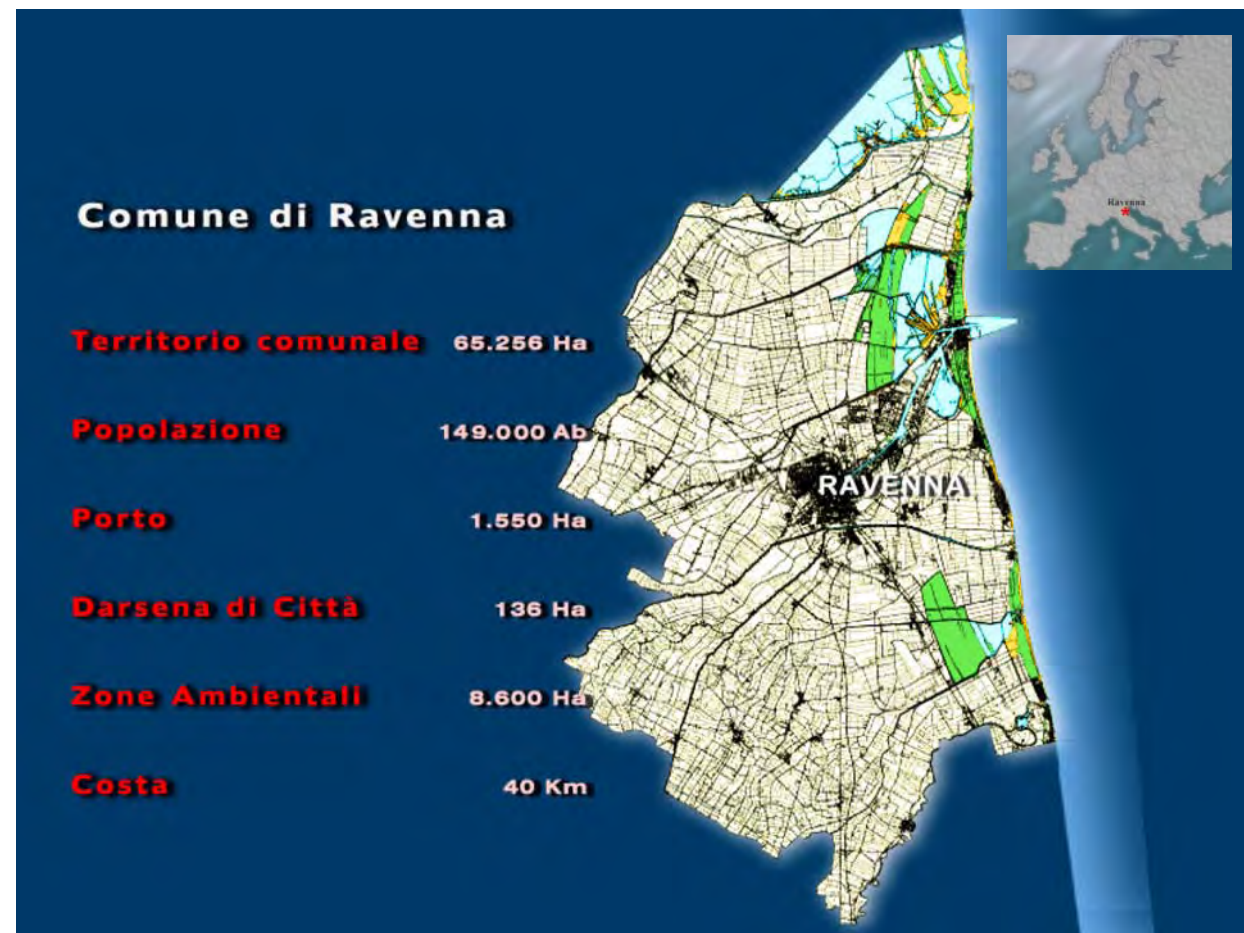 Comune di Ravenna
Territorio comunale 65.256 Ha
Popolazione 149.000 Ab
Porto 1.550 Ha
Darsena di Città 136 Ha
Zone Ambientali 8.600 Ha
Costa 40 Km
RAVENNA
Ravenna